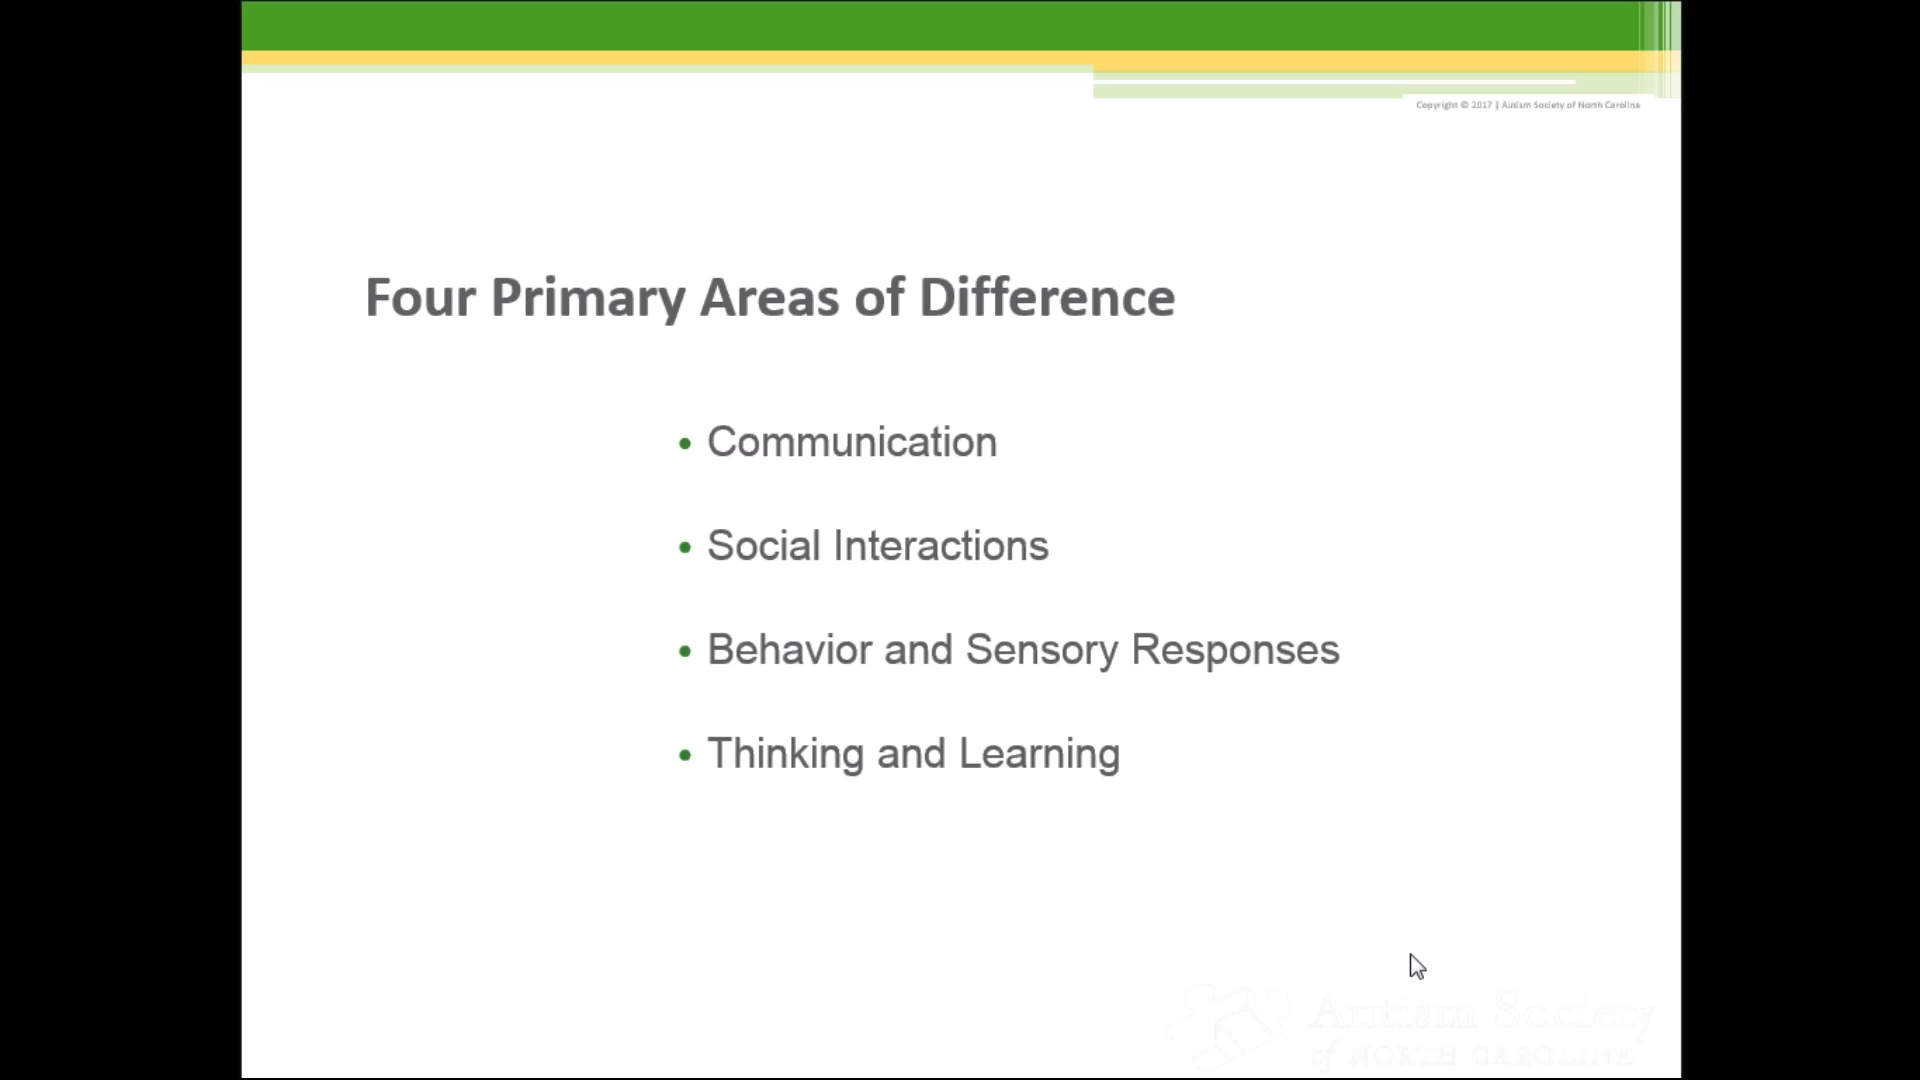 Copyright © 2017 | Autism Society of North Carolina
Four Primary Areas of Difference
• Communication
• Social Interactions
• Behavior and Sensory Responses
• Thinking and Learning
Autism Society
of NORTH CAROLINA